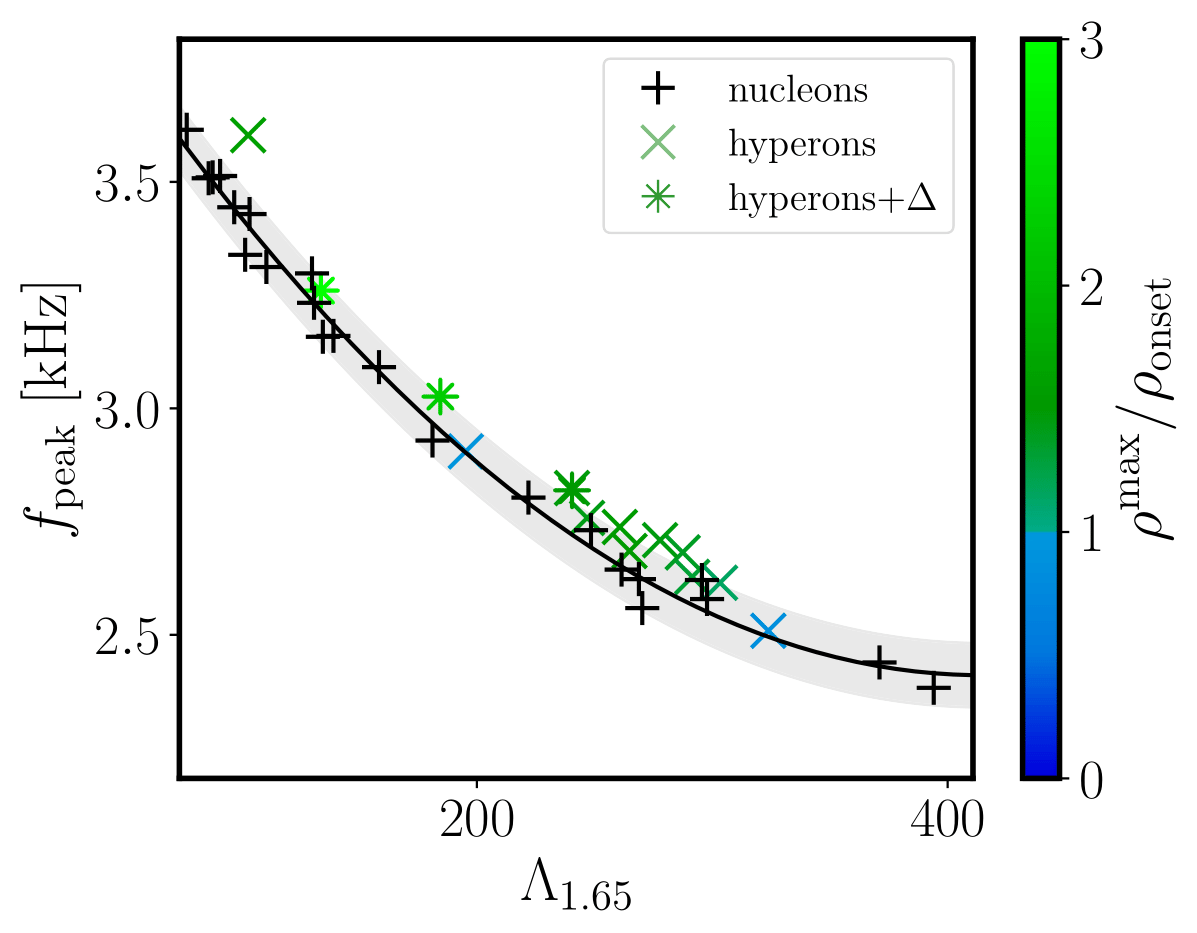 nucleons
hyperons
hyperons+Δ
3.5
3.0
2.5
f_peak [kHz]
200
400
Λ_1.65
3
2
1
0
ρ^max/ρ_onset